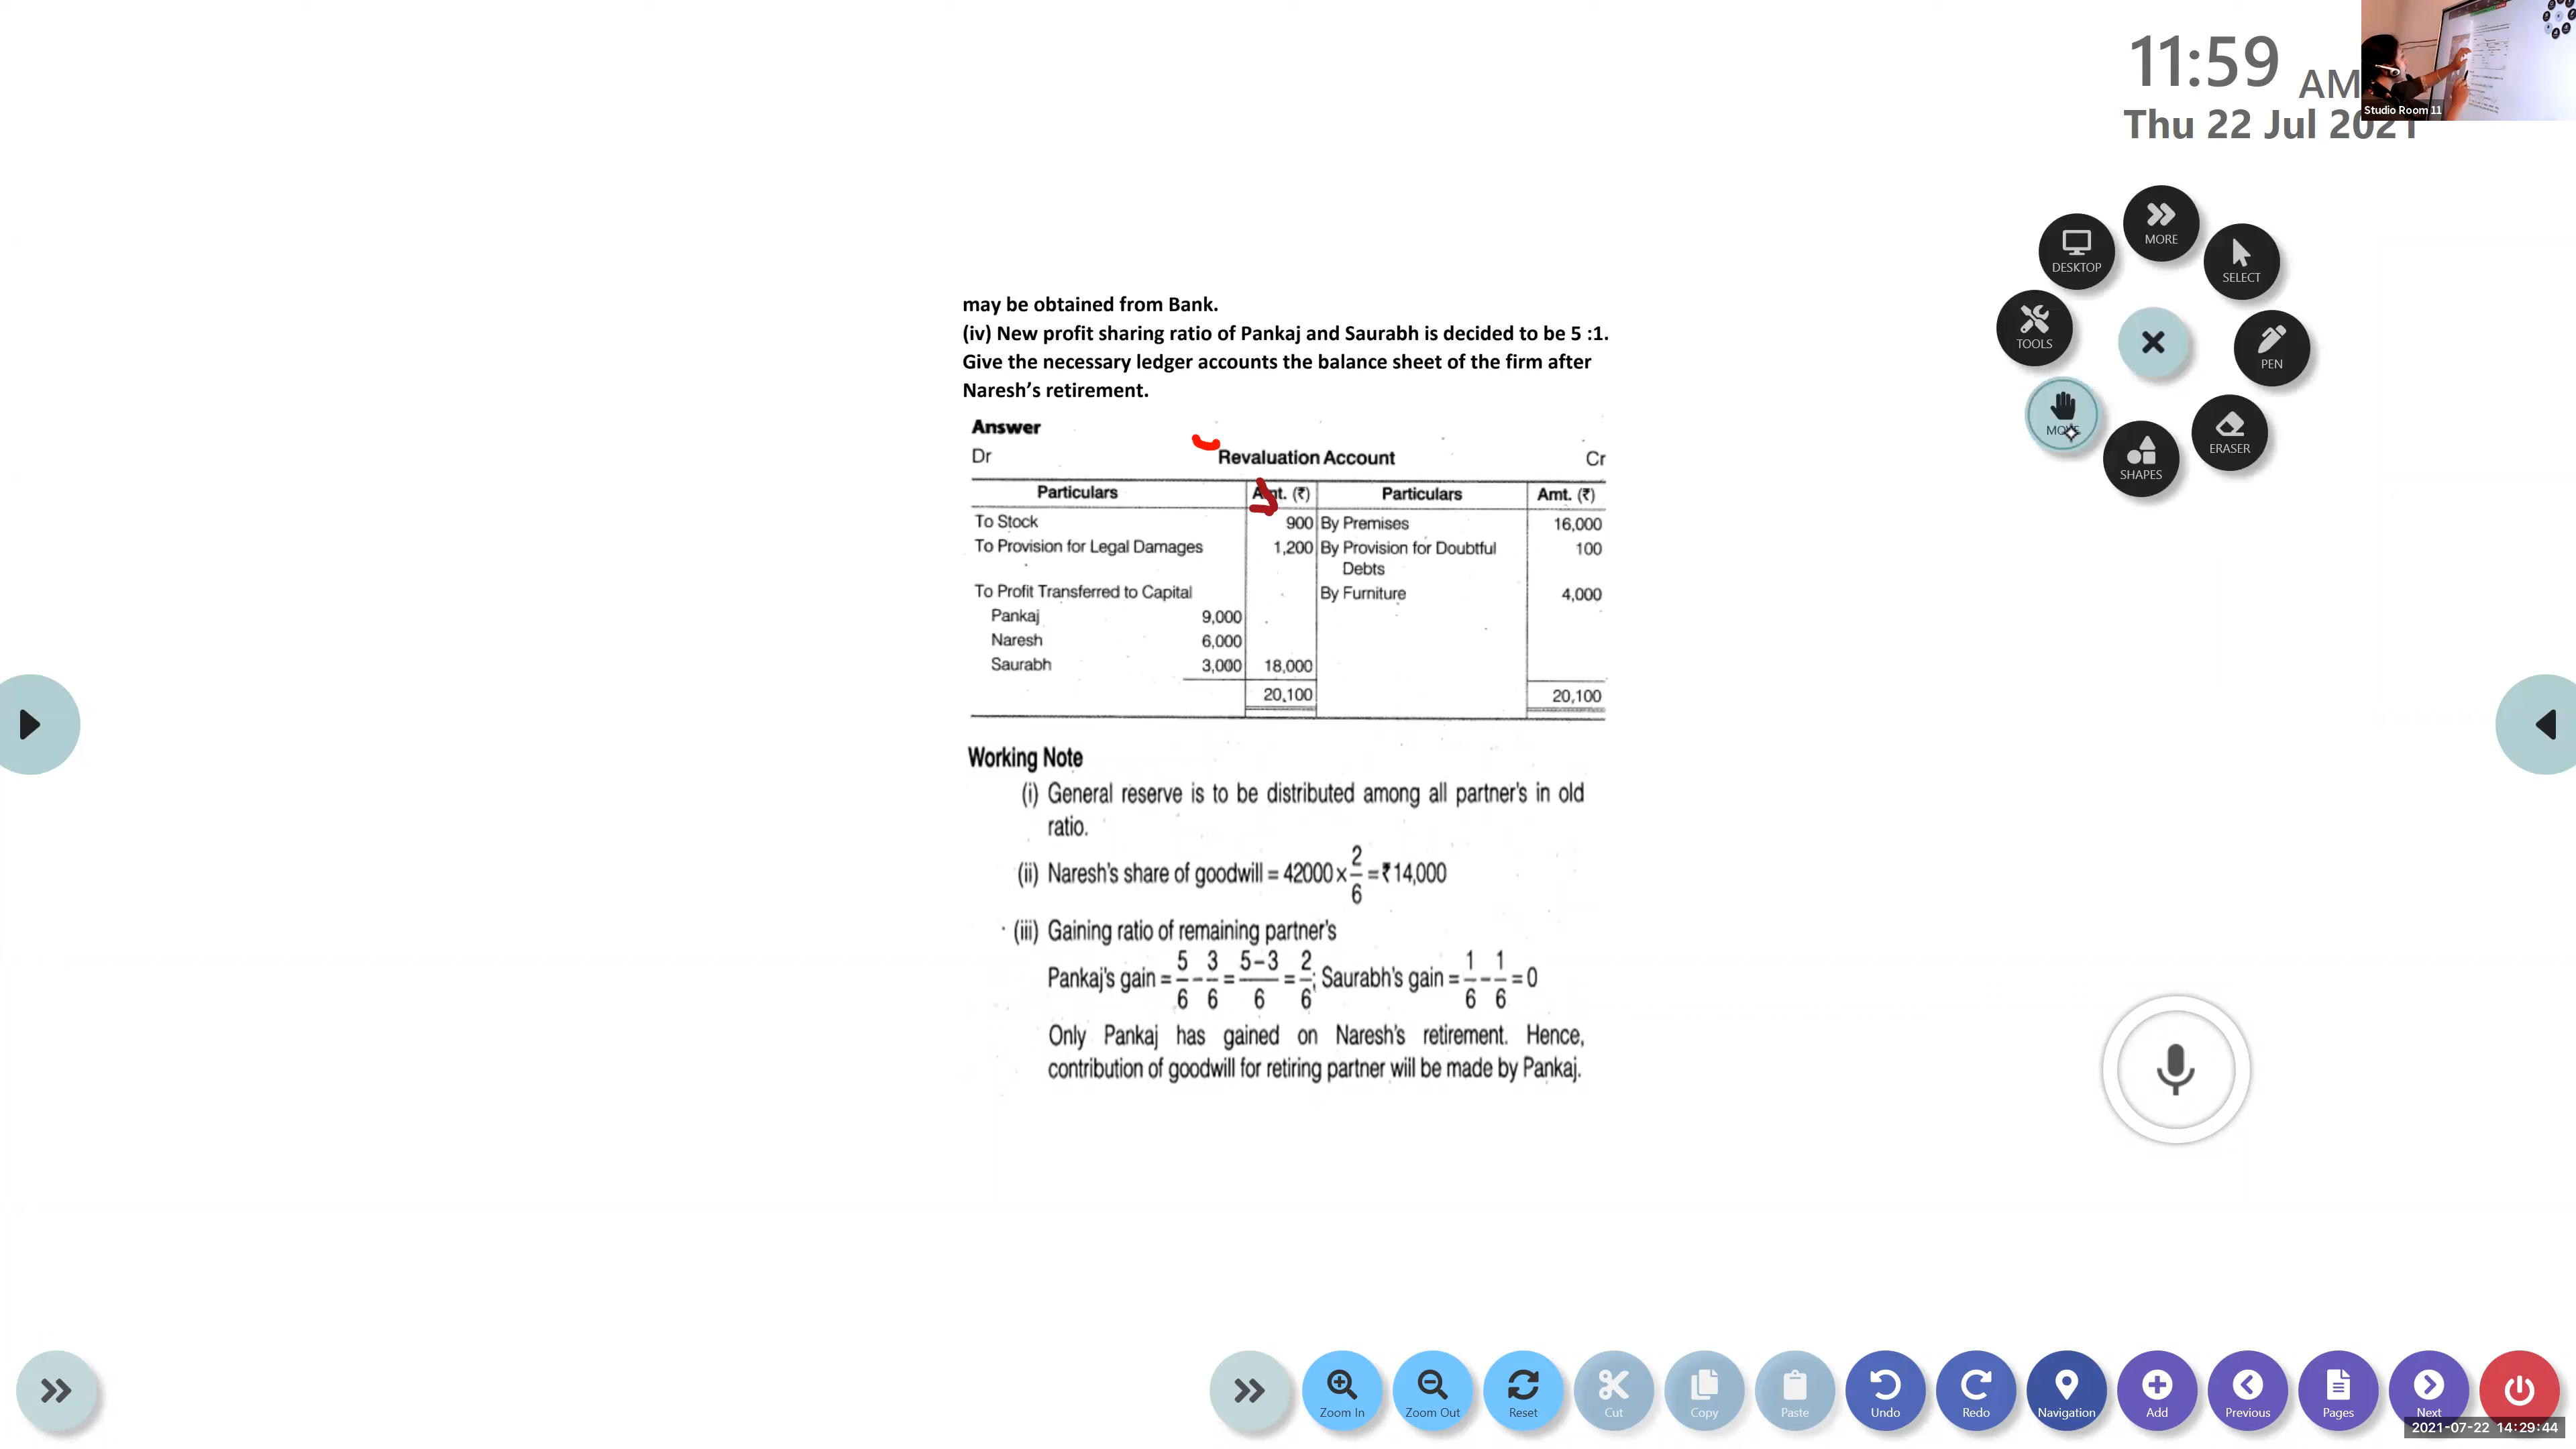 11:59 AM
Thu 22 Jul 2021
Studio Room 11
MORE
DESKTOP
SELECT
TOOLS
PEN
MOVE
ERASER
SHAPES
may be obtained from Bank.
(iv) New profit sharing ratio of Pankaj and Saurabh is decided to be 5 :1.
Give the necessary ledger accounts the balance sheet of the firm after
Naresh’s retirement.
Answer
Dr Revaluation Account Cr
Particulars Amt. (₹) Particulars Amt. (₹)
To Stock 900 By Premises 16,000
To Provision for Legal Damages 1,200 By Provision for Doubtful 100
Debts
To Profit Transferred to Capital By Furniture 4,000
Pankaj 9,000
Naresh 6,000
Saurabh 3,000 18,000
20,100 20,100
Working Note
(i) General reserve is to be distributed among all partner's in old
ratio.
(ii) Naresh's share of goodwill = 42000 × 2/6 = ₹ 14,000
(iii) Gaining ratio of remaining partner's
Pankaj's gain = 5/6 − 3/6 = 5−3/6 = 2/6; Saurabh's gain = 1/6 − 1/6 = 0
Only Pankaj has gained on Naresh's retirement. Hence,
contribution of goodwill for retiring partner will be made by Pankaj.
Zoom In Zoom Out Reset Cut Copy Paste Undo Redo Navigation Add Previous Pages Next
2021-07-22 14:29:44